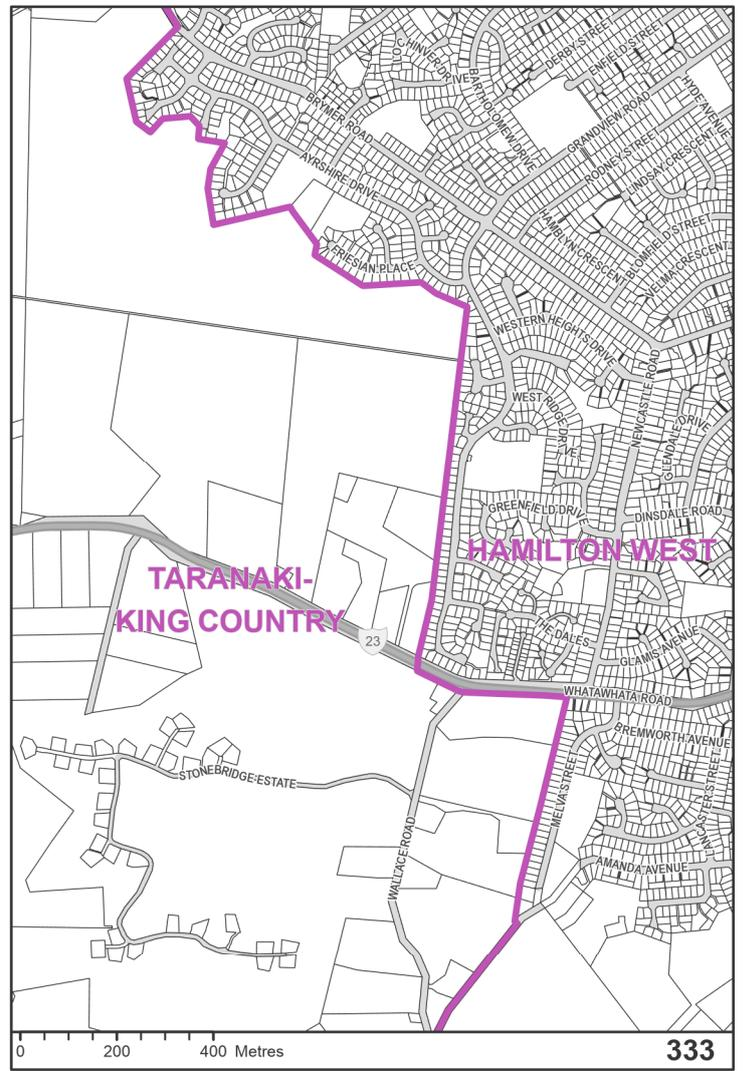 CHINVER DRIVE
DERBY STREET
ENFIELD STREET
BARTHOLOMEW DRIVE
HYDE AVENUE
BRYMER ROAD
GRANDVIEW ROAD
RODNEY STREET
LINDSAY CRESCENT
AYRSHIRE DRIVE
HAMBLYN CRESCENT
BLOMFIELD STREET
VELMA CRESCENT
FRIESIAN PLACE
WESTERN HEIGHTS DRIVE
NEWCASTLE ROAD
WEST RIDGE DRIVE
GLENDALE DRIVE
GREENFIELD DRIVE
DINSDALE ROAD
HAMILTON WEST
TARANAKI-
KING COUNTRY
23
THE DALES
GLAMIS AVENUE
WHATAWHATA ROAD
BREMWORTH AVENUE
STONEBRIDGE ESTATE
MELVA STREET
LANCASTER STREET
WALLACE ROAD
AMANDA AVENUE
0 200 400 Metres
333